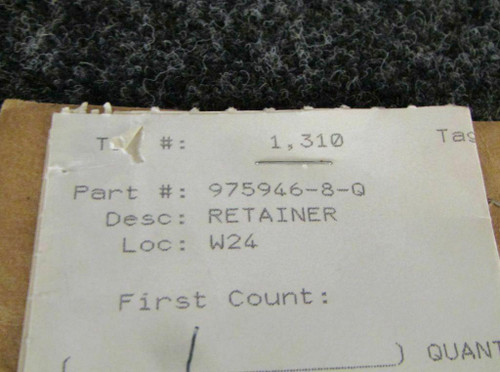 #: 1,310
Part #: 975946-8-Q
Desc: RETAINER
Loc: W24
First Count:
( / ) QUANT